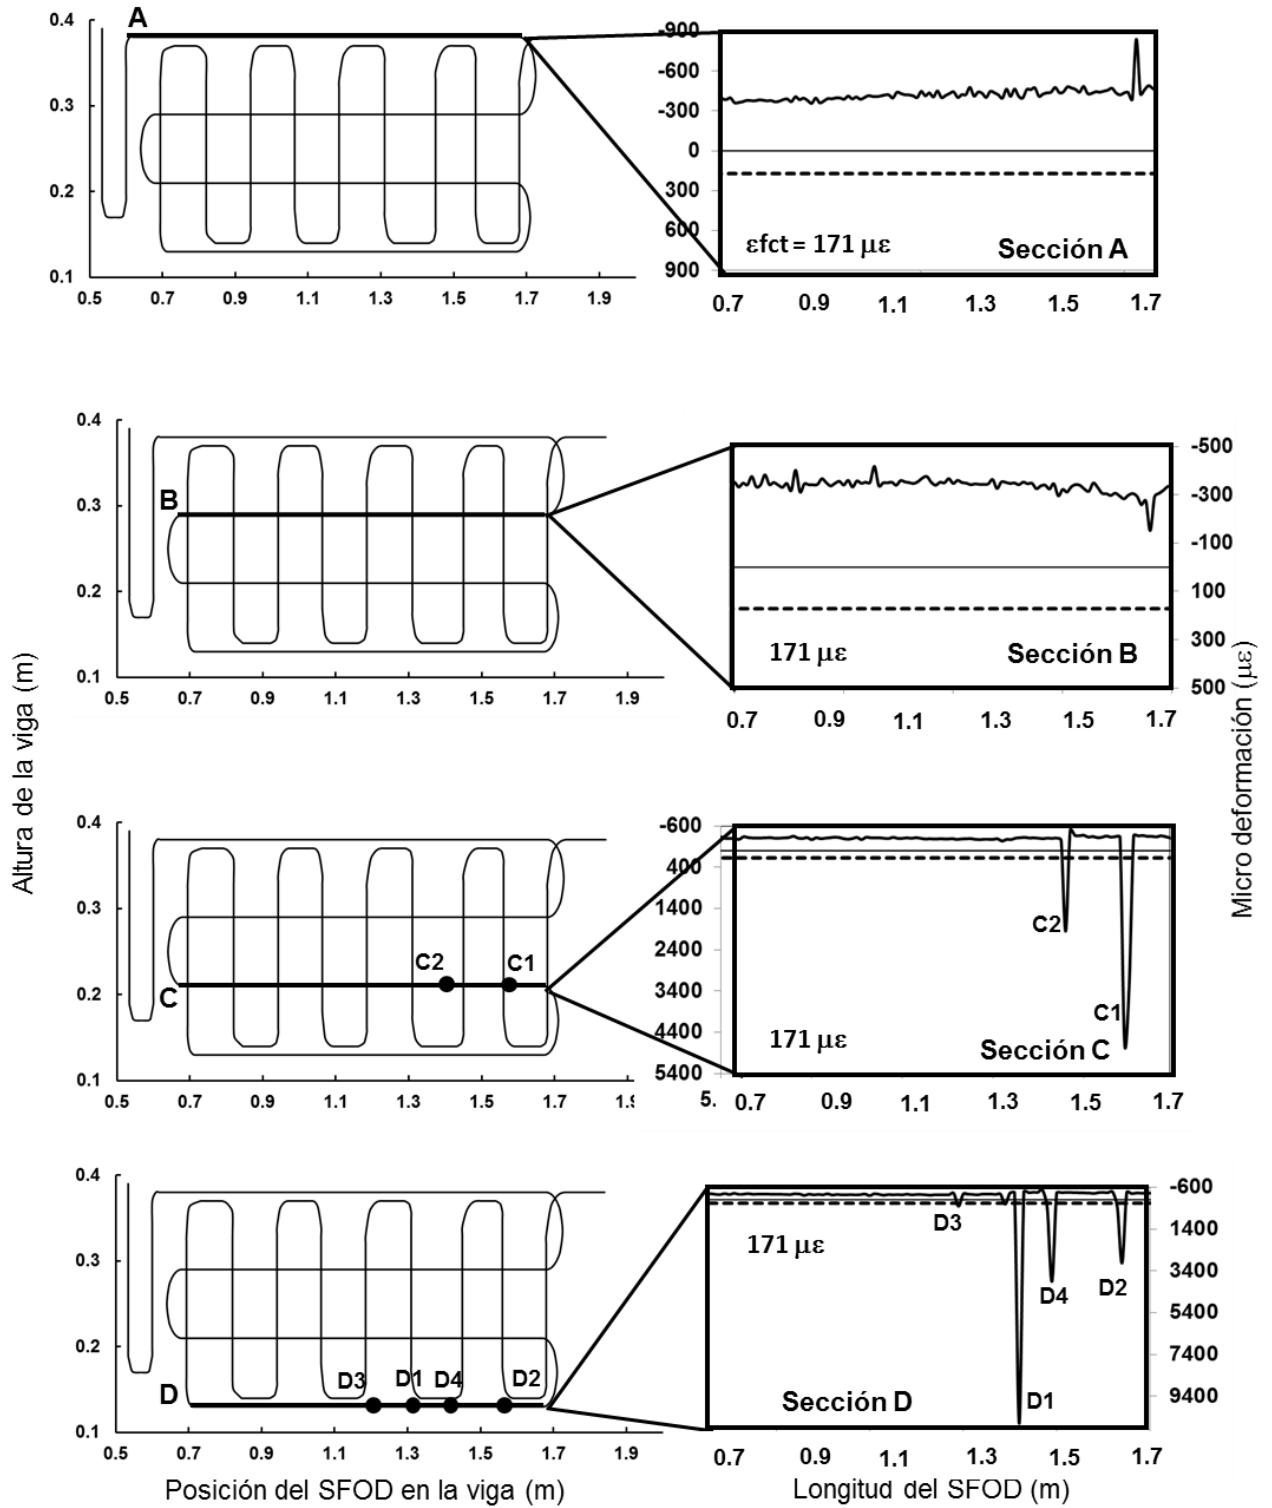 A
0.4
0.3
0.2
0.1
0.5 0.7 0.9 1.1 1.3 1.5 1.7 1.9
-900
-600
-300
0
300
600
900
εfct = 171 με
Sección A
0.7 0.9 1.1 1.3 1.5 1.7
0.4
0.3
0.2
0.1
B
0.5 0.7 0.9 1.1 1.3 1.5 1.7 1.9
-500
-300
-100
100
300
500
171 με
Sección B
0.7 0.9 1.1 1.3 1.5 1.7
Altura de la viga (m)
Micro deformación (με)
0.4
0.3
0.2
0.1
C2 C1
C
0.5 0.7 0.9 1.1 1.3 1.5 1.7
-600
400
1400
2400
3400
4400
5400
C2
C1
171 με
Sección C
5. 0.7 0.9 1.1 1.3 1.5 1.7
0.4
0.3
0.2
0.1
D3 D1 D4 D2
D
0.5 0.7 0.9 1.1 1.3 1.5 1.7 1.9
-600
1400
3400
5400
7400
9400
D3
171 με
D4 D2
D1
Sección D
0.7 0.9 1.1 1.3 1.5 1.7
Posición del SFOD en la viga (m)
Longitud del SFOD (m)